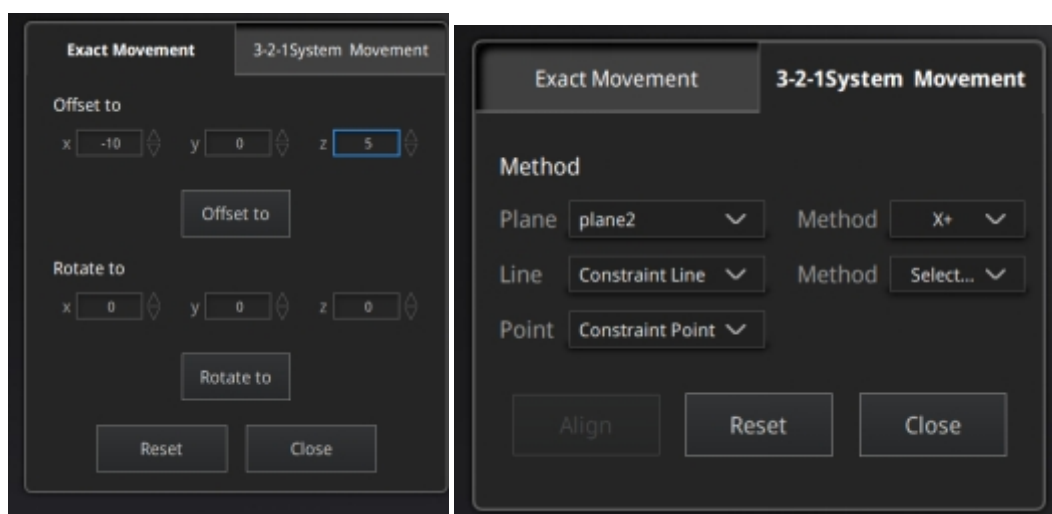 Exact Movement 3-2-1System Movement
Offset to
x -10 y 0 z 5
Offset to
Rotate to
x 0 y 0 z 0
Rotate to
Reset Close
Exact Movement 3-2-1System Movement
Method
Plane plane2 Method X+
Line Constraint Line Method Select...
Point Constraint Point
Align Reset Close